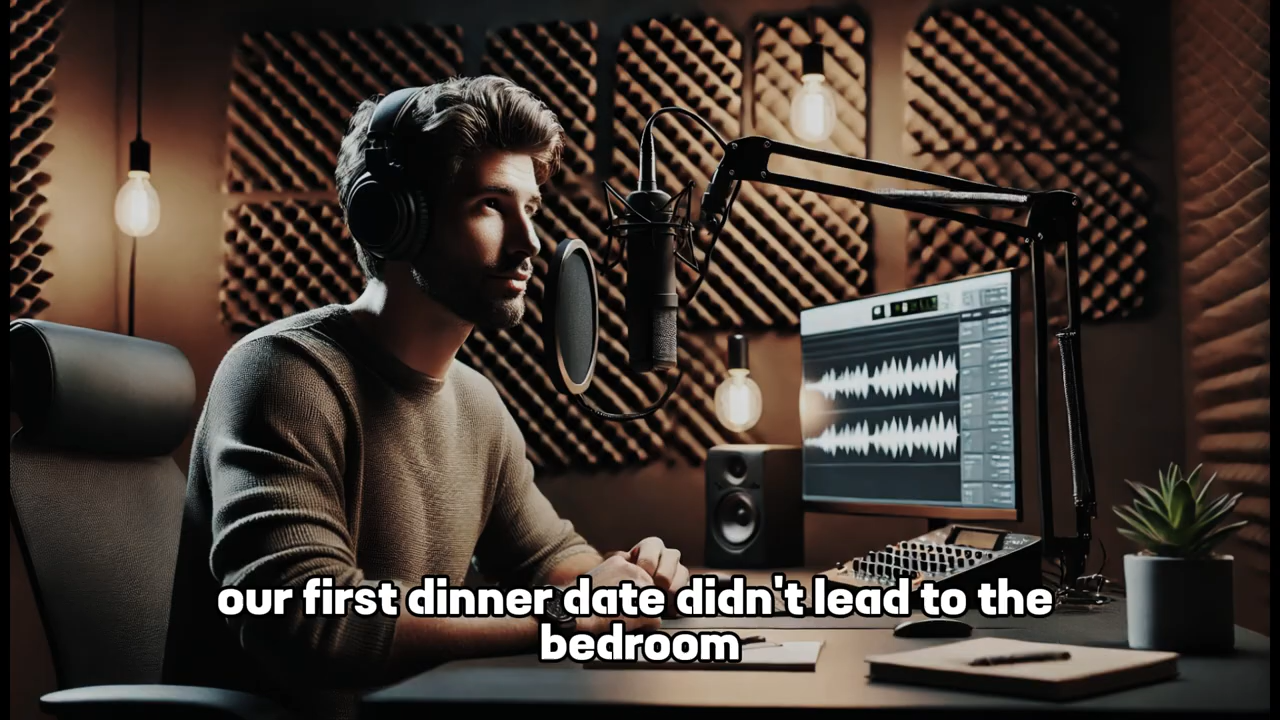 our first dinner date didn't lead to the
bedroom